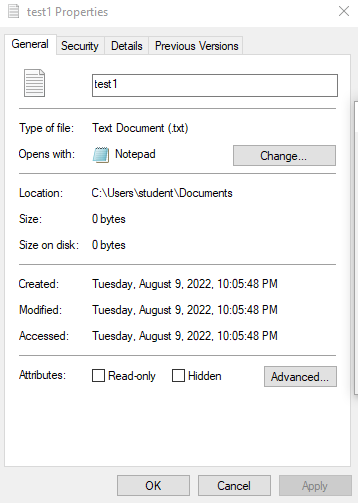 test1 Properties
General Security Details Previous Versions
test1
Type of file: Text Document (.txt)
Opens with: Notepad Change...
Location: C:\Users\student\Documents
Size: 0 bytes
Size on disk: 0 bytes
Created: Tuesday, August 9, 2022, 10:05:48 PM
Modified: Tuesday, August 9, 2022, 10:05:48 PM
Accessed: Tuesday, August 9, 2022, 10:05:48 PM
Attributes: Read-only Hidden Advanced...
OK Cancel Apply